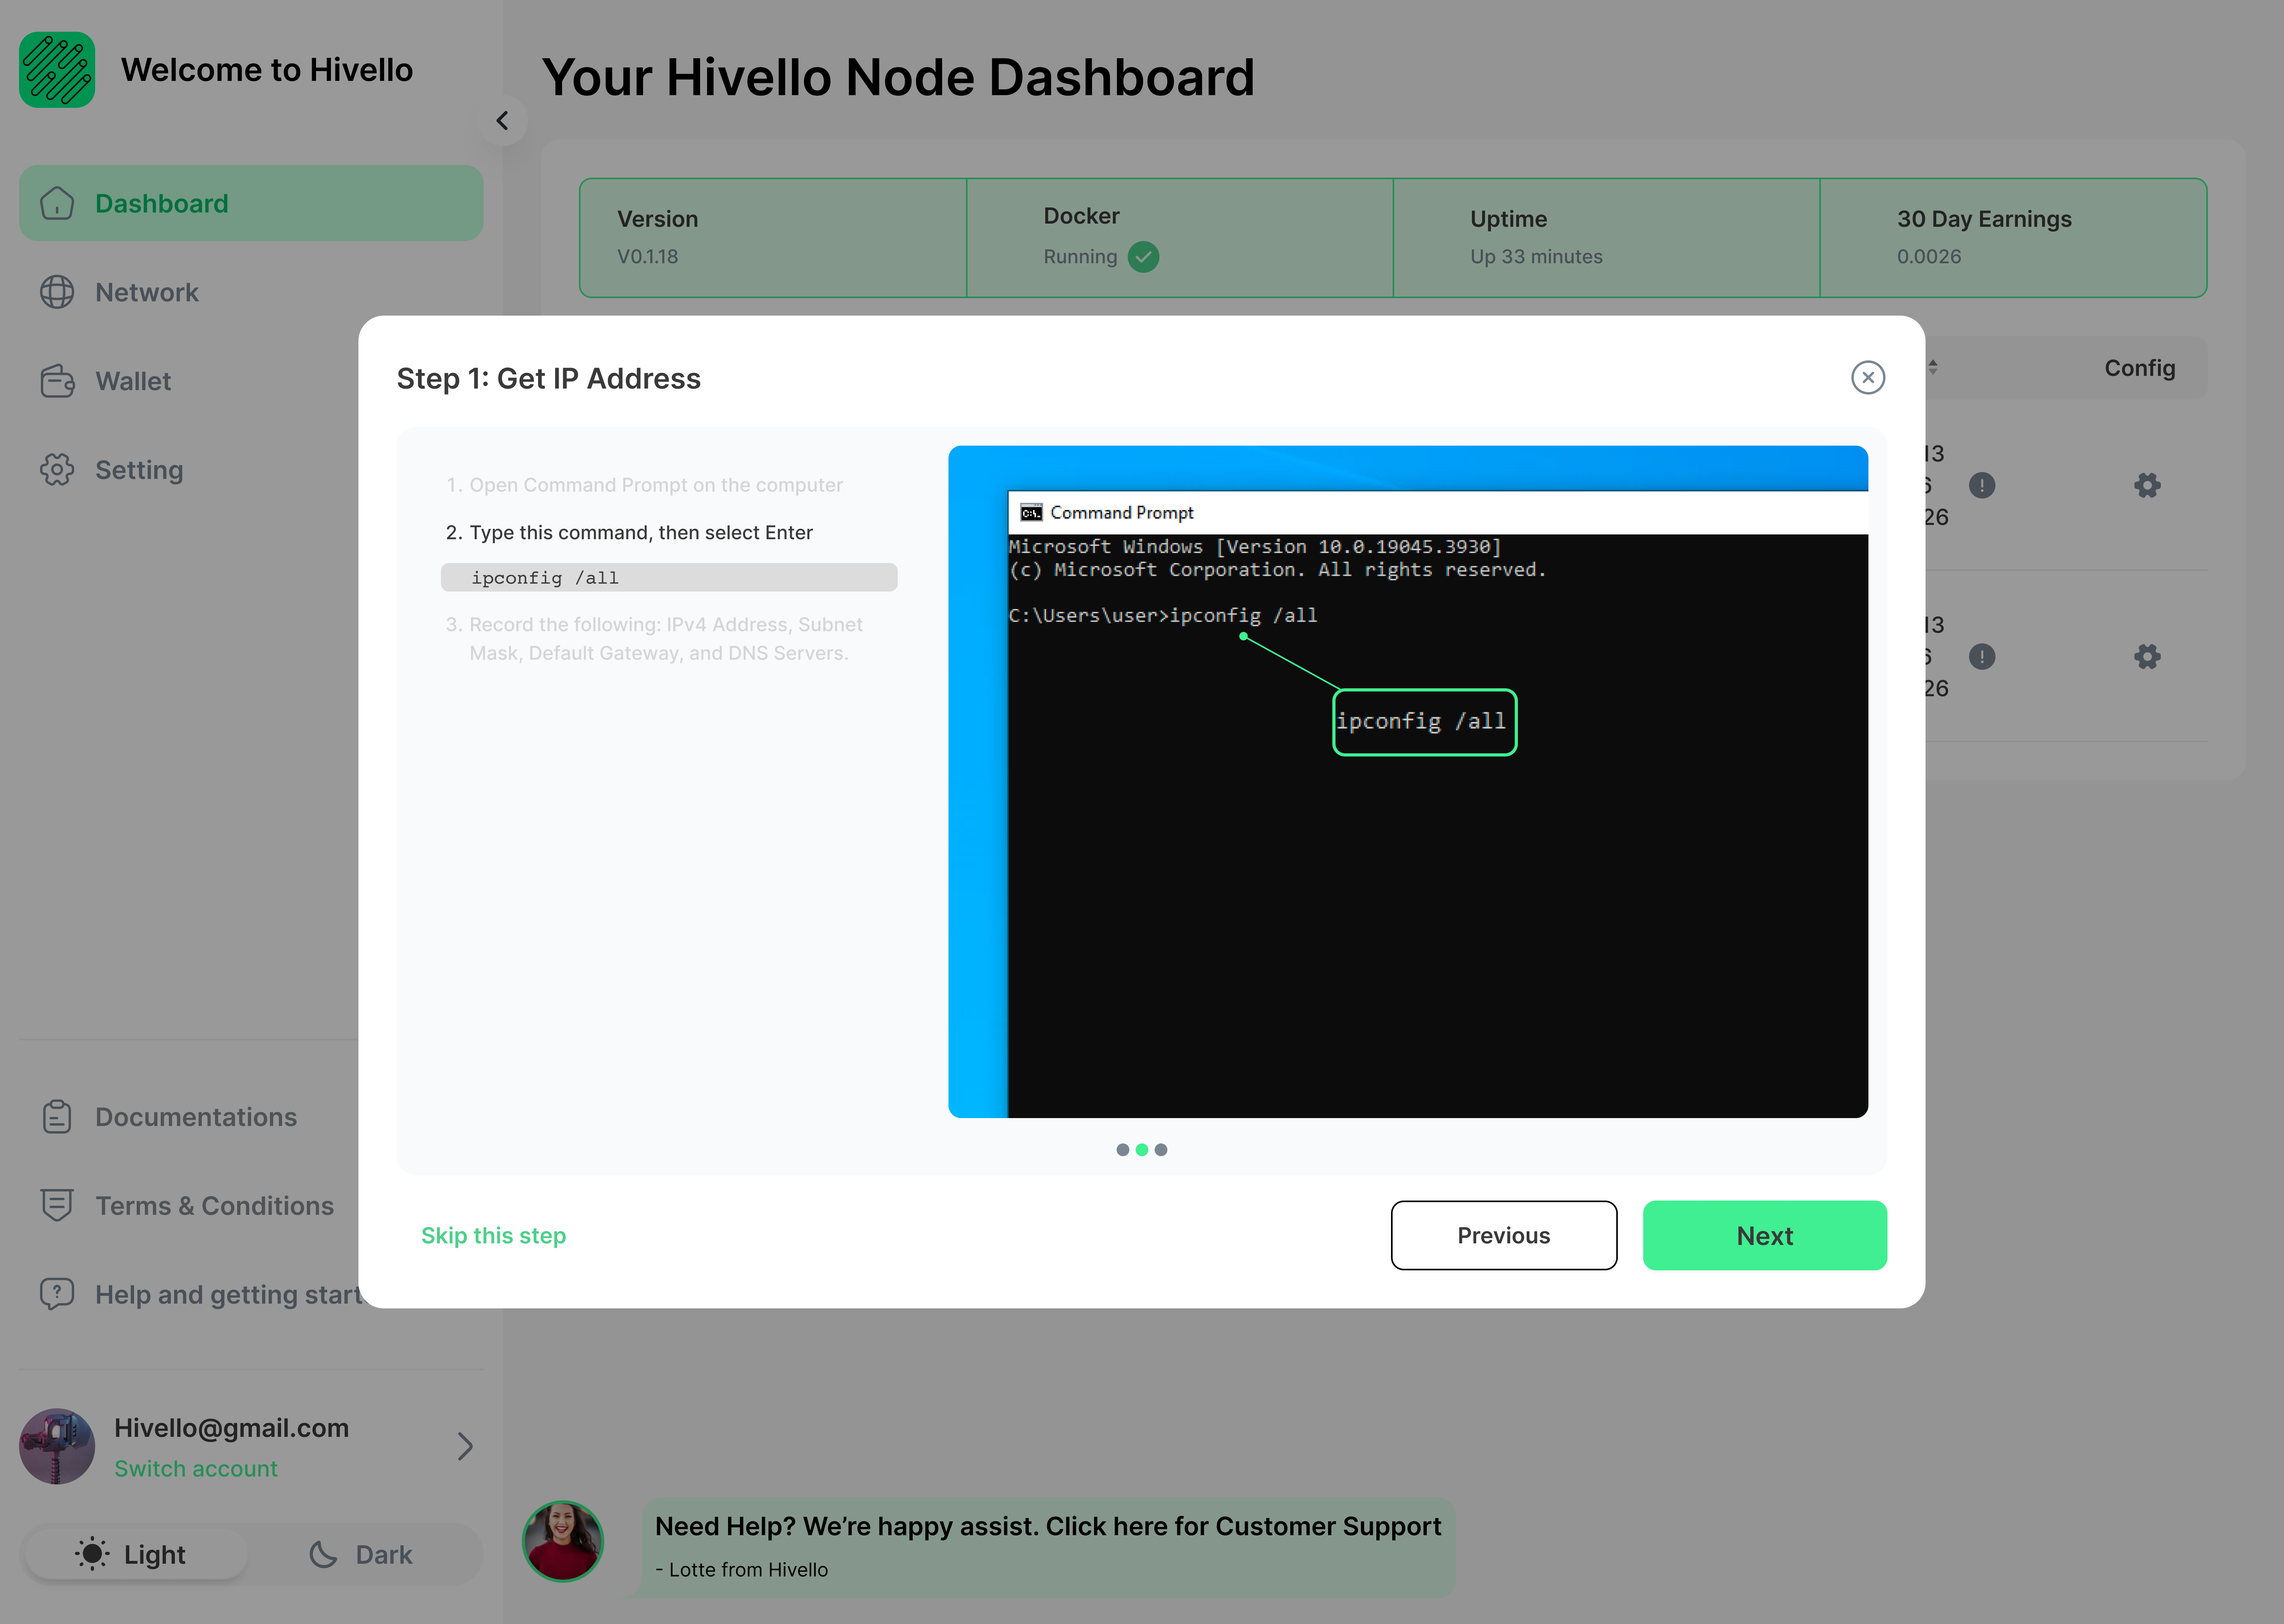 Welcome to Hivello
Dashboard
Network
Wallet
Setting
Documentations
Terms & Conditions
Help and getting start
Hivello@gmail.com
Switch account
Light
Dark
Your Hivello Node Dashboard
Version
V0.1.18
Docker
Running
Uptime
Up 33 minutes
30 Day Earnings
0.0026
Config
13
26
13
26
Step 1: Get IP Address
1. Open Command Prompt on the computer
2. Type this command, then select Enter
ipconfig /all
3. Record the following: IPv4 Address, Subnet
Mask, Default Gateway, and DNS Servers.
C:\.
Command Prompt
Microsoft Windows [Version 10.0.19045.3930]
(c) Microsoft Corporation. All rights reserved.
C:\Users\user>ipconfig /all
ipconfig /all
Skip this step
Previous
Next
Need Help? We’re happy assist. Click here for Customer Support
- Lotte from Hivello